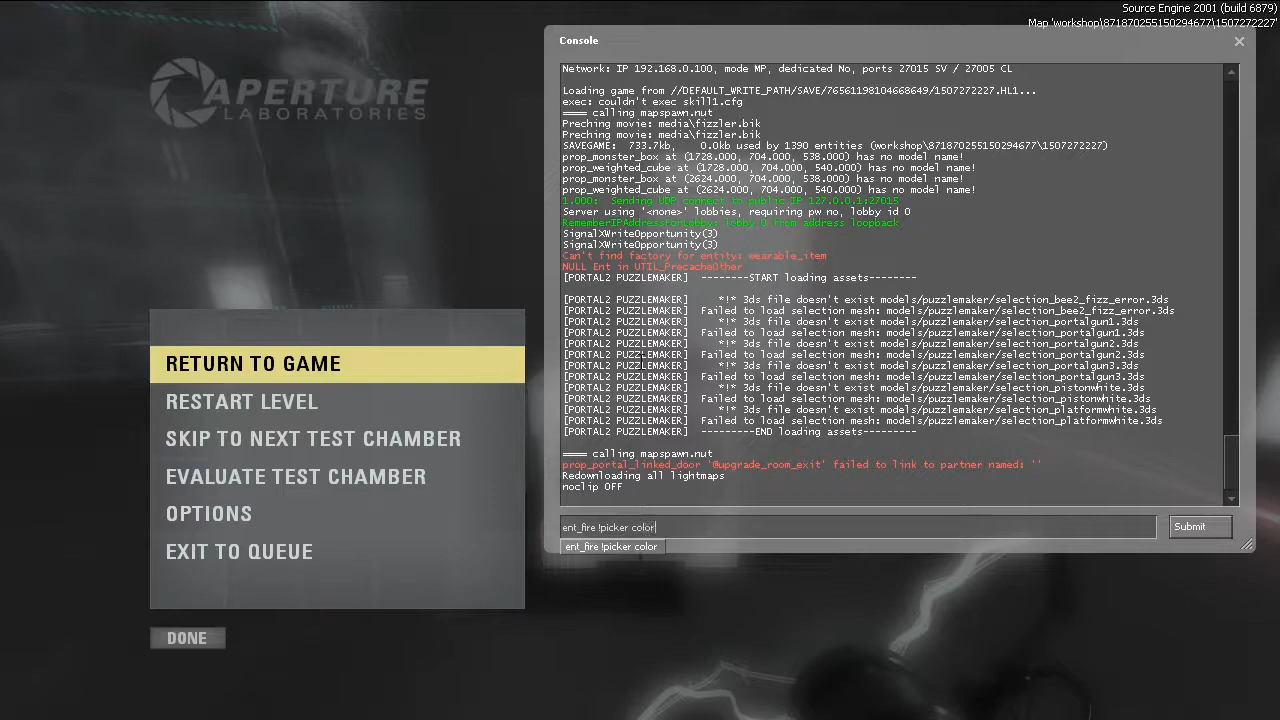 Source Engine 2001 (build 6879)
Map 'workshop\871870255150294677\1507272227'
APERTURE
LABORATORIES
RETURN TO GAME
RESTART LEVEL
SKIP TO NEXT TEST CHAMBER
EVALUATE TEST CHAMBER
OPTIONS
EXIT TO QUEUE
DONE
Console
Network: IP 192.168.0.100, mode MP, dedicated No, ports 27015 SV / 27005 CL
Loading game from //DEFAULT_WRITE_PATH/SAVE/76561198104668649/1507272227.HL1...
exec: couldn't exec skill1.cfg
==== calling mapspawn.nut
Preching movie: media\fizzler.bik
Preching movie: media\fizzler.bik
SAVEGAME:  733.7kb,    0.0kb used by 1390 entities (workshop\871870255150294677\1507272227)
prop_monster_box at (1728.000, 704.000, 538.000) has no model name!
prop_weighted_cube at (1728.000, 704.000, 540.000) has no model name!
prop_monster_box at (2624.000, 704.000, 538.000) has no model name!
prop_weighted_cube at (2624.000, 704.000, 540.000) has no model name!
1.000:  Sending UDP connect to public IP 127.0.0.1:27015
Server using '<none>' lobbies, requiring pw no, lobby id 0
RememberIPAddressForLobby: lobby 0 from address loopback
SignalXWriteOpportunity(3)
SignalXWriteOpportunity(3)
Can't find factory for entity: wearable_item
NULL Ent in UTIL_PrecacheOther
[PORTAL2 PUZZLEMAKER]  --------START loading assets--------
[PORTAL2 PUZZLEMAKER]    *!* 3ds file doesn't exist models/puzzlemaker/selection_bee2_fizz_error.3ds
[PORTAL2 PUZZLEMAKER]  Failed to load selection mesh: models/puzzlemaker/selection_bee2_fizz_error.3ds
[PORTAL2 PUZZLEMAKER]    *!* 3ds file doesn't exist models/puzzlemaker/selection_portalgun1.3ds
[PORTAL2 PUZZLEMAKER]  Failed to load selection mesh: models/puzzlemaker/selection_portalgun1.3ds
[PORTAL2 PUZZLEMAKER]    *!* 3ds file doesn't exist models/puzzlemaker/selection_portalgun2.3ds
[PORTAL2 PUZZLEMAKER]  Failed to load selection mesh: models/puzzlemaker/selection_portalgun2.3ds
[PORTAL2 PUZZLEMAKER]    *!* 3ds file doesn't exist models/puzzlemaker/selection_portalgun3.3ds
[PORTAL2 PUZZLEMAKER]  Failed to load selection mesh: models/puzzlemaker/selection_portalgun3.3ds
[PORTAL2 PUZZLEMAKER]    *!* 3ds file doesn't exist models/puzzlemaker/selection_pistonwhite.3ds
[PORTAL2 PUZZLEMAKER]  Failed to load selection mesh: models/puzzlemaker/selection_pistonwhite.3ds
[PORTAL2 PUZZLEMAKER]    *!* 3ds file doesn't exist models/puzzlemaker/selection_platformwhite.3ds
[PORTAL2 PUZZLEMAKER]  Failed to load selection mesh: models/puzzlemaker/selection_platformwhite.3ds
[PORTAL2 PUZZLEMAKER]  ---------END loading assets---------
==== calling mapspawn.nut
prop_portal_linked_door '@upgrade_room_exit' failed to link to partner named: ''
Redownloading all lightmaps
noclip OFF
ent_fire !picker color
Submit
ent_fire !picker color